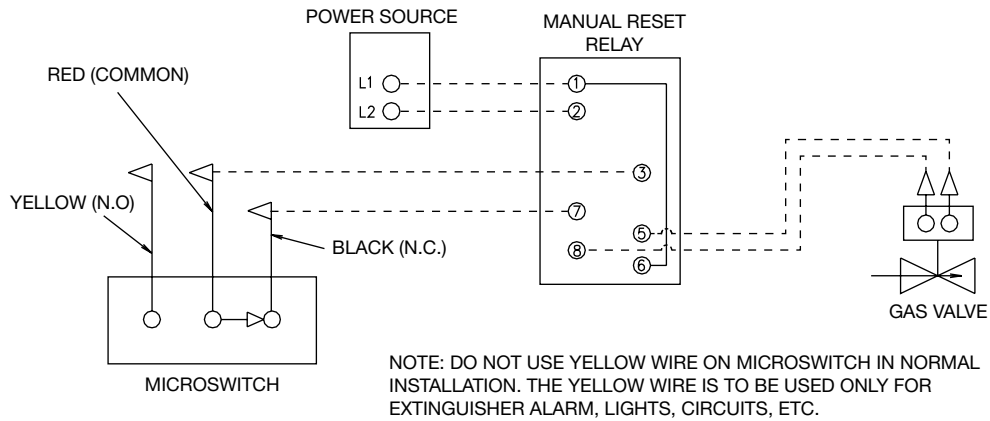 POWER SOURCE
MANUAL RESET
RELAY
RED (COMMON)
L1
L2
1
2
3
YELLOW (N.O)
7
5
BLACK (N.C.)
8
6
GAS VALVE
MICROSWITCH
NOTE: DO NOT USE YELLOW WIRE ON MICROSWITCH IN NORMAL
INSTALLATION. THE YELLOW WIRE IS TO BE USED ONLY FOR
EXTINGUISHER ALARM, LIGHTS, CIRCUITS, ETC.